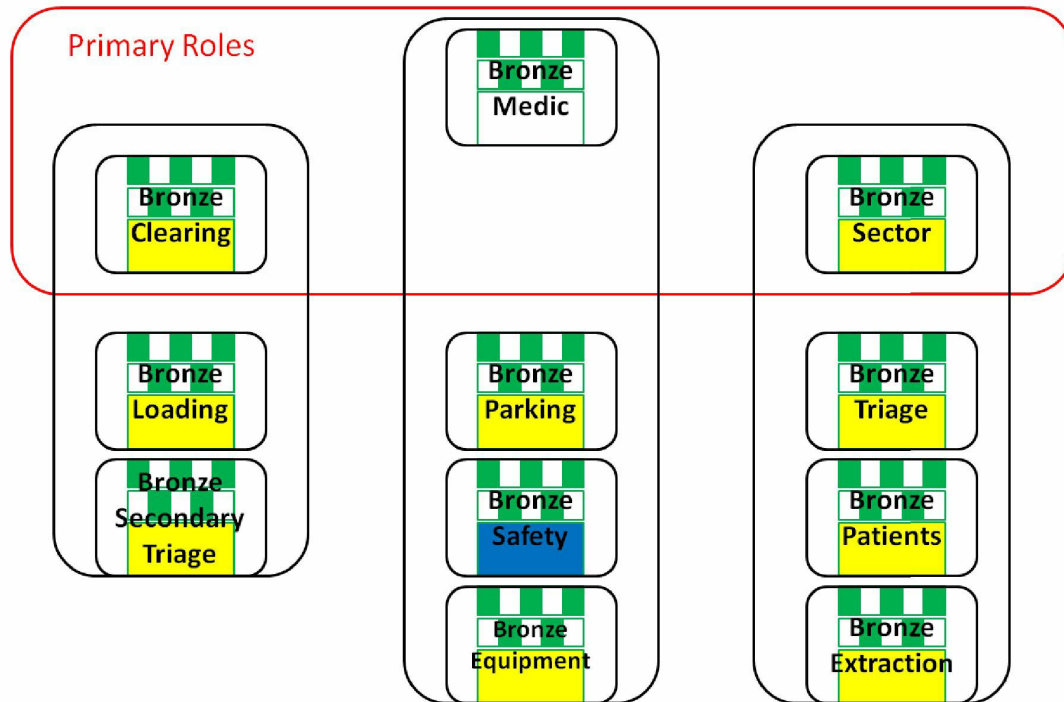 Primary Roles
Bronze
Medic
Bronze
Clearing
Bronze
Sector
Bronze
Loading
Bronze
Parking
Bronze
Triage
Bronze
Secondary
Triage
Bronze
Safety
Bronze
Patients
Bronze
Equipment
Bronze
Extraction